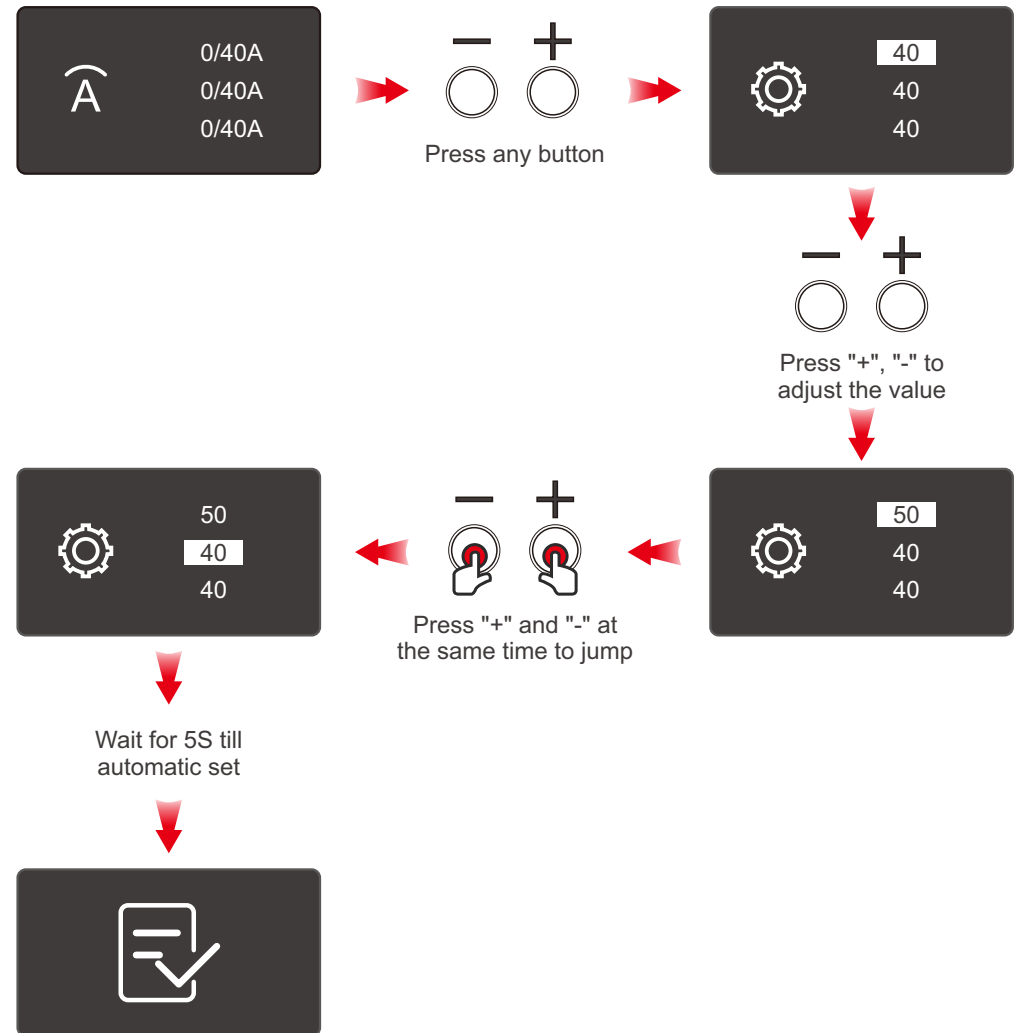 A
0/40A
0/40A
0/40A
− +
Press any button
40
40
40
− +
Press "+", "-" to
adjust the value
50
40
40
− +
Press "+" and "-" at
the same time to jump
50
40
40
Wait for 5S till
automatic set